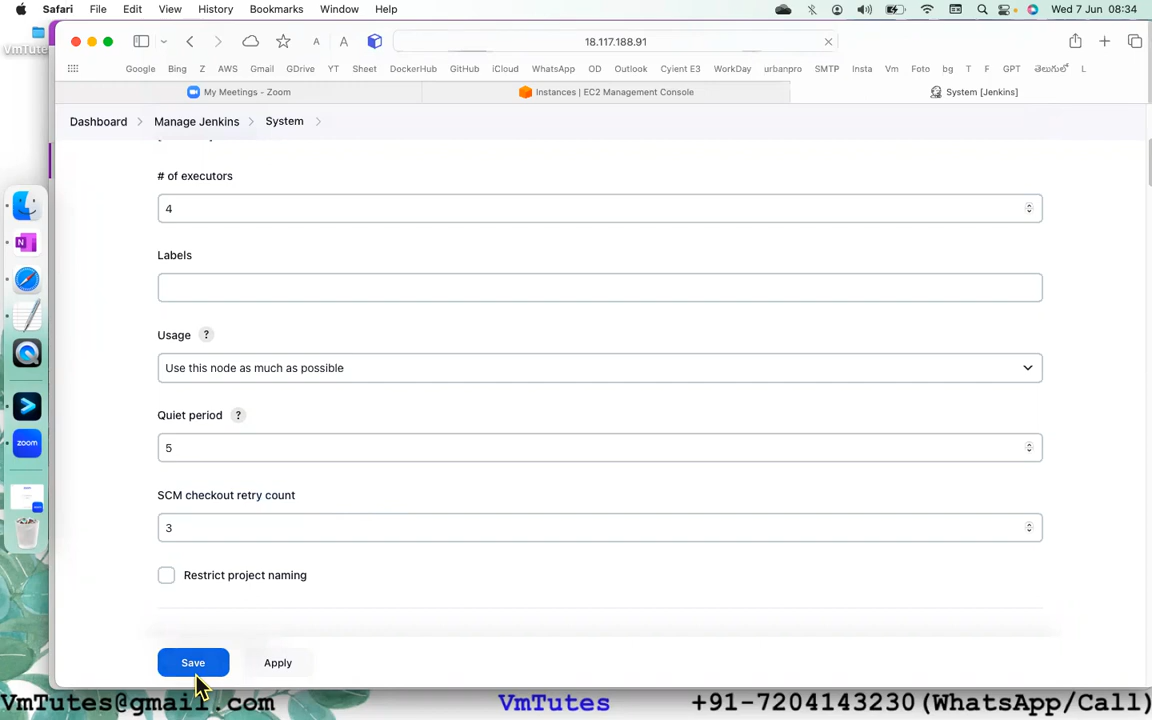 Safari File Edit View History Bookmarks Window Help Wed 7 Jun 08:34
VmTute
A A 18.117.188.91
Google Bing Z AWS Gmail GDrive YT Sheet DockerHub GitHub iCloud WhatsApp OD Outlook Cyient E3 WorkDay urbanpro SMTP Insta Vm Foto bg T F GPT తెలుగుల్ L
My Meetings - Zoom Instances | EC2 Management Console System [Jenkins]
Dashboard Manage Jenkins System
# of executors
4
Labels
Usage ?
Use this node as much as possible
Quiet period ?
5
SCM checkout retry count
3
Restrict project naming
Save Apply
zoom
VmTutes@gmail.com VmTutes +91-7204143230(WhatsApp/Call)